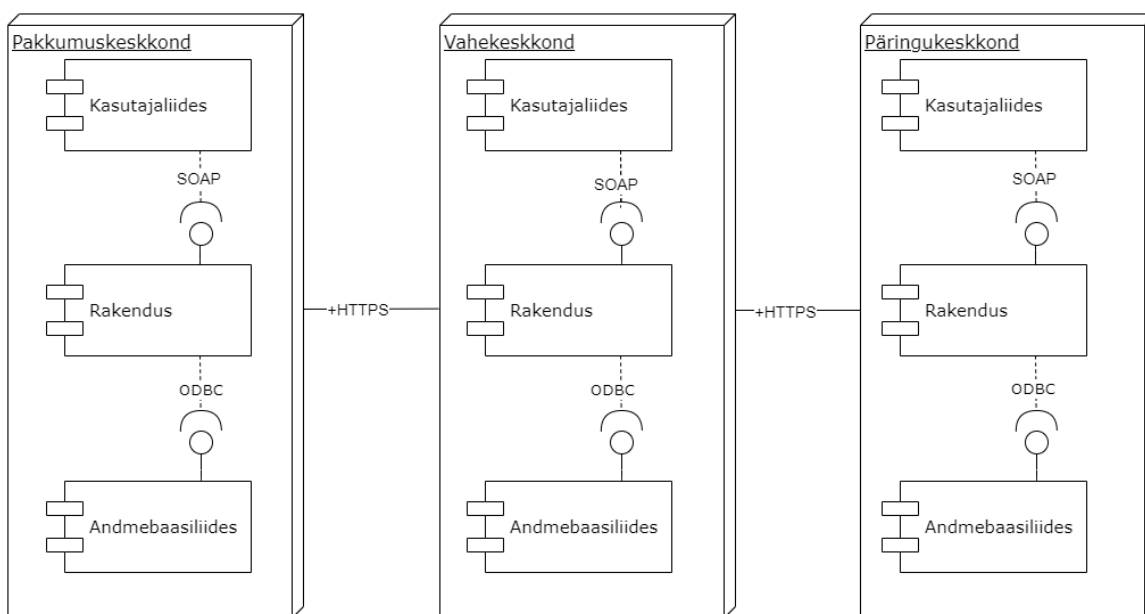 Pakkumuskeskkond
Kasutajaliides
SOAP
Rakendus
ODBC
Andmebaasiliides
+HTTPS
Vahekeskkond
Kasutajaliides
SOAP
Rakendus
ODBC
Andmebaasiliides
+HTTPS
Päringukeskkond
Kasutajaliides
SOAP
Rakendus
ODBC
Andmebaasiliides